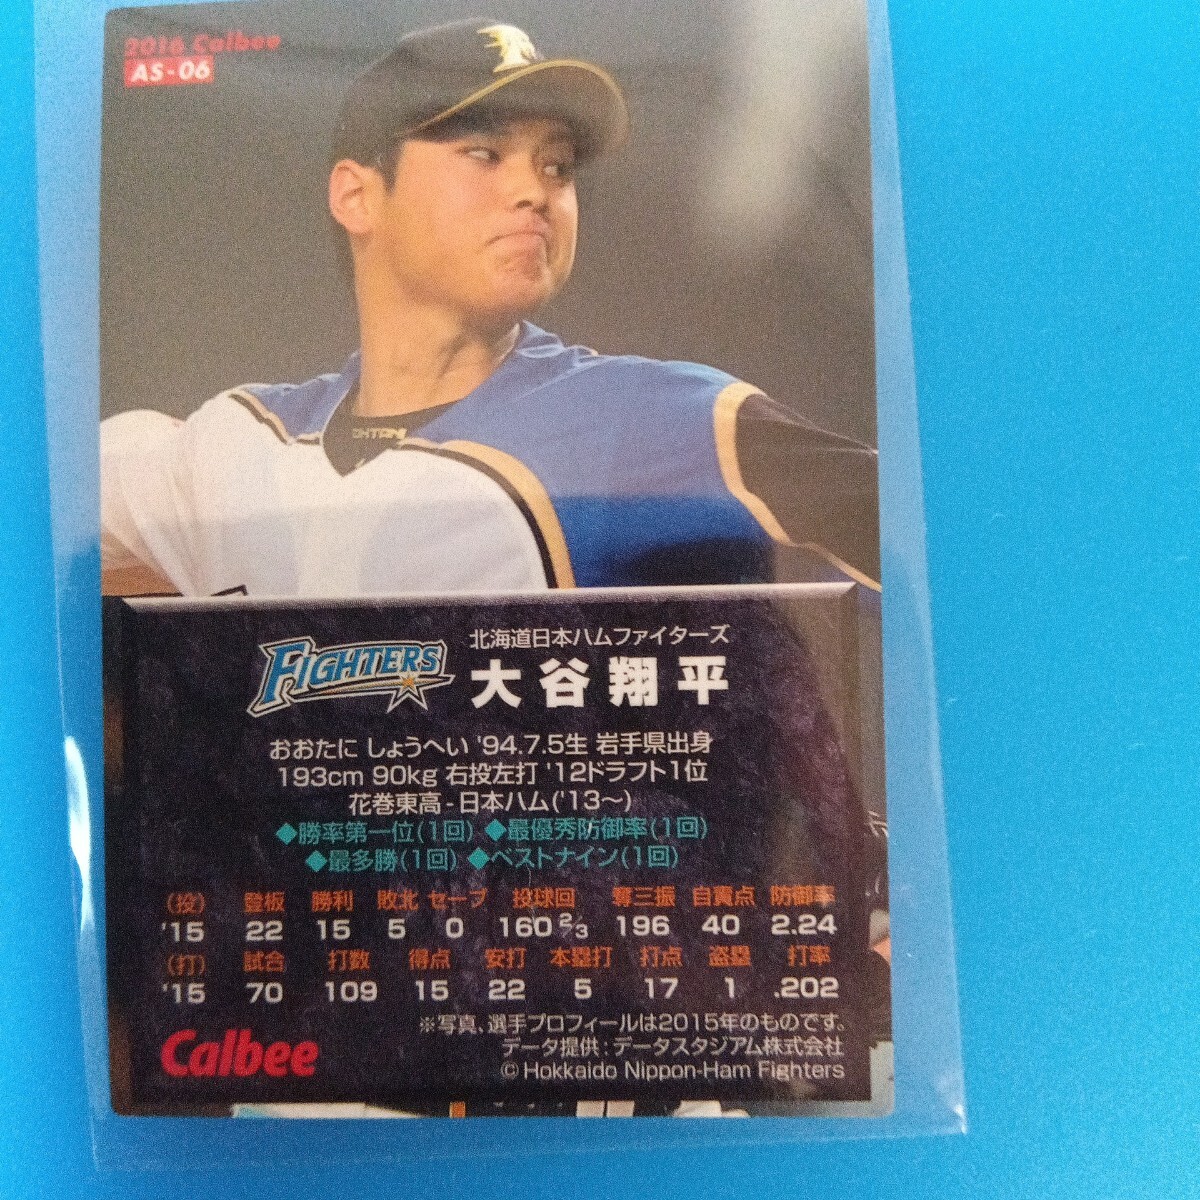 2016 Calbee
AS-06
OHTANI
FIGHTERS
北海道日本ハムファイターズ
大谷翔平
おおたに しょうへい '94.7.5生 岩手県出身
193cm 90kg 右投左打 '12ドラフト1位
花巻東高-日本ハム('13〜)
◆勝率第一位(1回) ◆最優秀防御率(1回)
◆最多勝(1回) ◆ベストナイン(1回)
(投) 登板 勝利 敗北 セーブ 投球回 奪三振 自責点 防御率
'15 22 15 5 0 160 2/3 196 40 2.24
(打) 試合 打数 得点 安打 本塁打 打点 盗塁 打率
'15 70 109 15 22 5 17 1 .202
※写真、選手プロフィールは2015年のものです。
データ提供:データスタジアム株式会社
Calbee
© Hokkaido Nippon-Ham Fighters